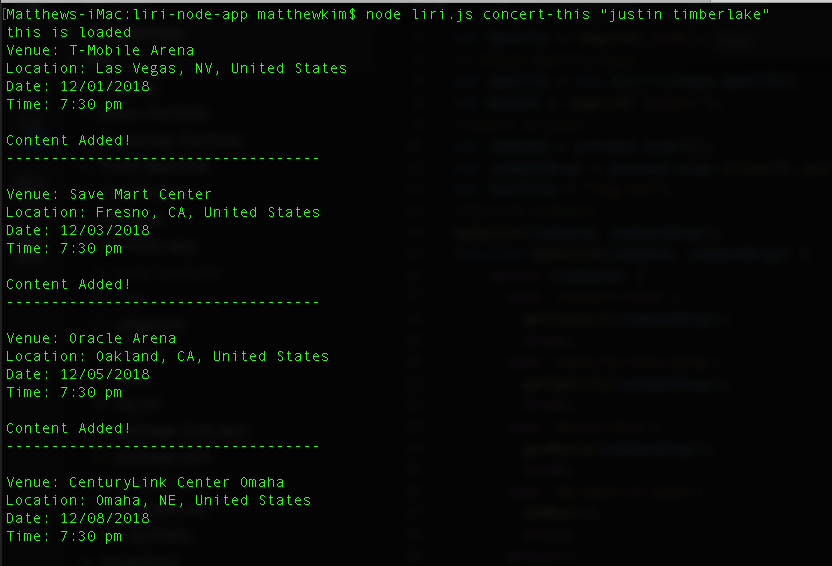 [Matthews-iMac:liri-node-app matthewkim$ node liri.js concert-this "justin timberlake"
this is loaded
Venue: T-Mobile Arena
Location: Las Vegas, NV, United States
Date: 12/01/2018
Time: 7:30 pm
Content Added!
-----------------------------------
Venue: Save Mart Center
Location: Fresno, CA, United States
Date: 12/03/2018
Time: 7:30 pm
Content Added!
-----------------------------------
Venue: Oracle Arena
Location: Oakland, CA, United States
Date: 12/05/2018
Time: 7:30 pm
Content Added!
-----------------------------------
Venue: CenturyLink Center Omaha
Location: Omaha, NE, United States
Date: 12/08/2018
Time: 7:30 pm